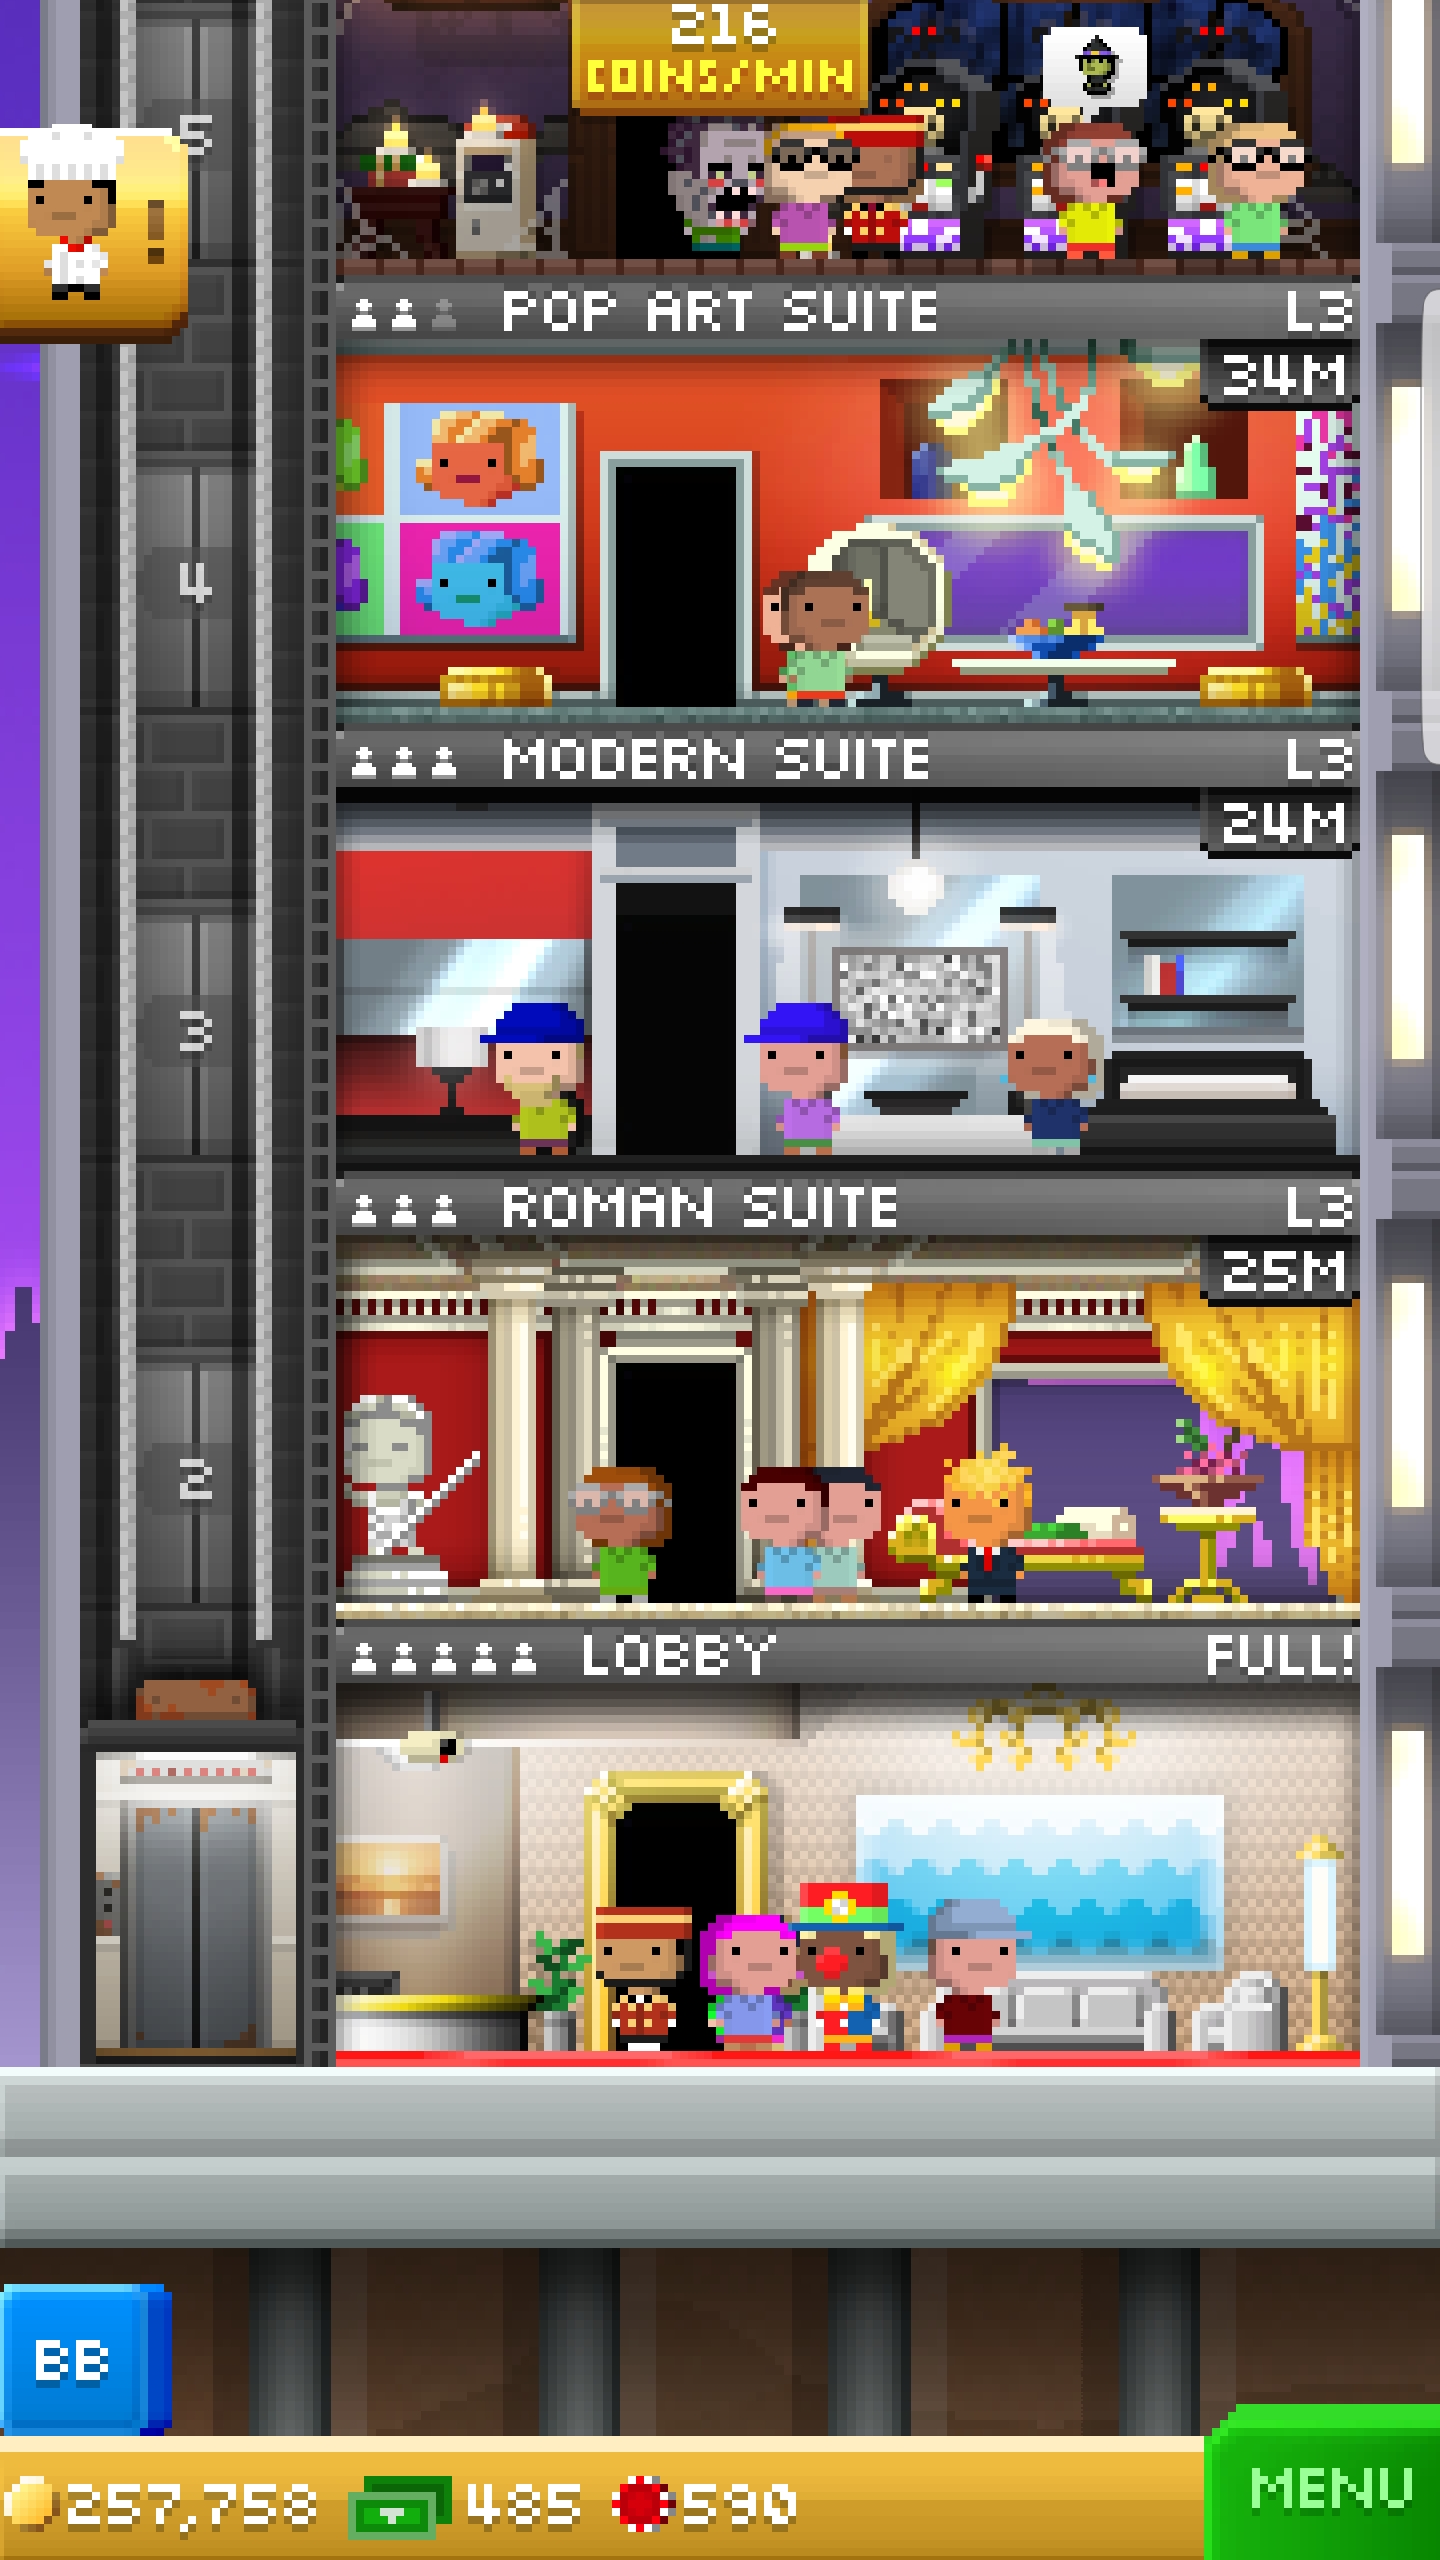 216
COINS/MIN
5
!
POP ART SUITE L3
34M
4
MODERN SUITE L3
24M
3
ROMAN SUITE L3
25M
2
LOBBY FULL!
BB
257,758 485 590
MENU